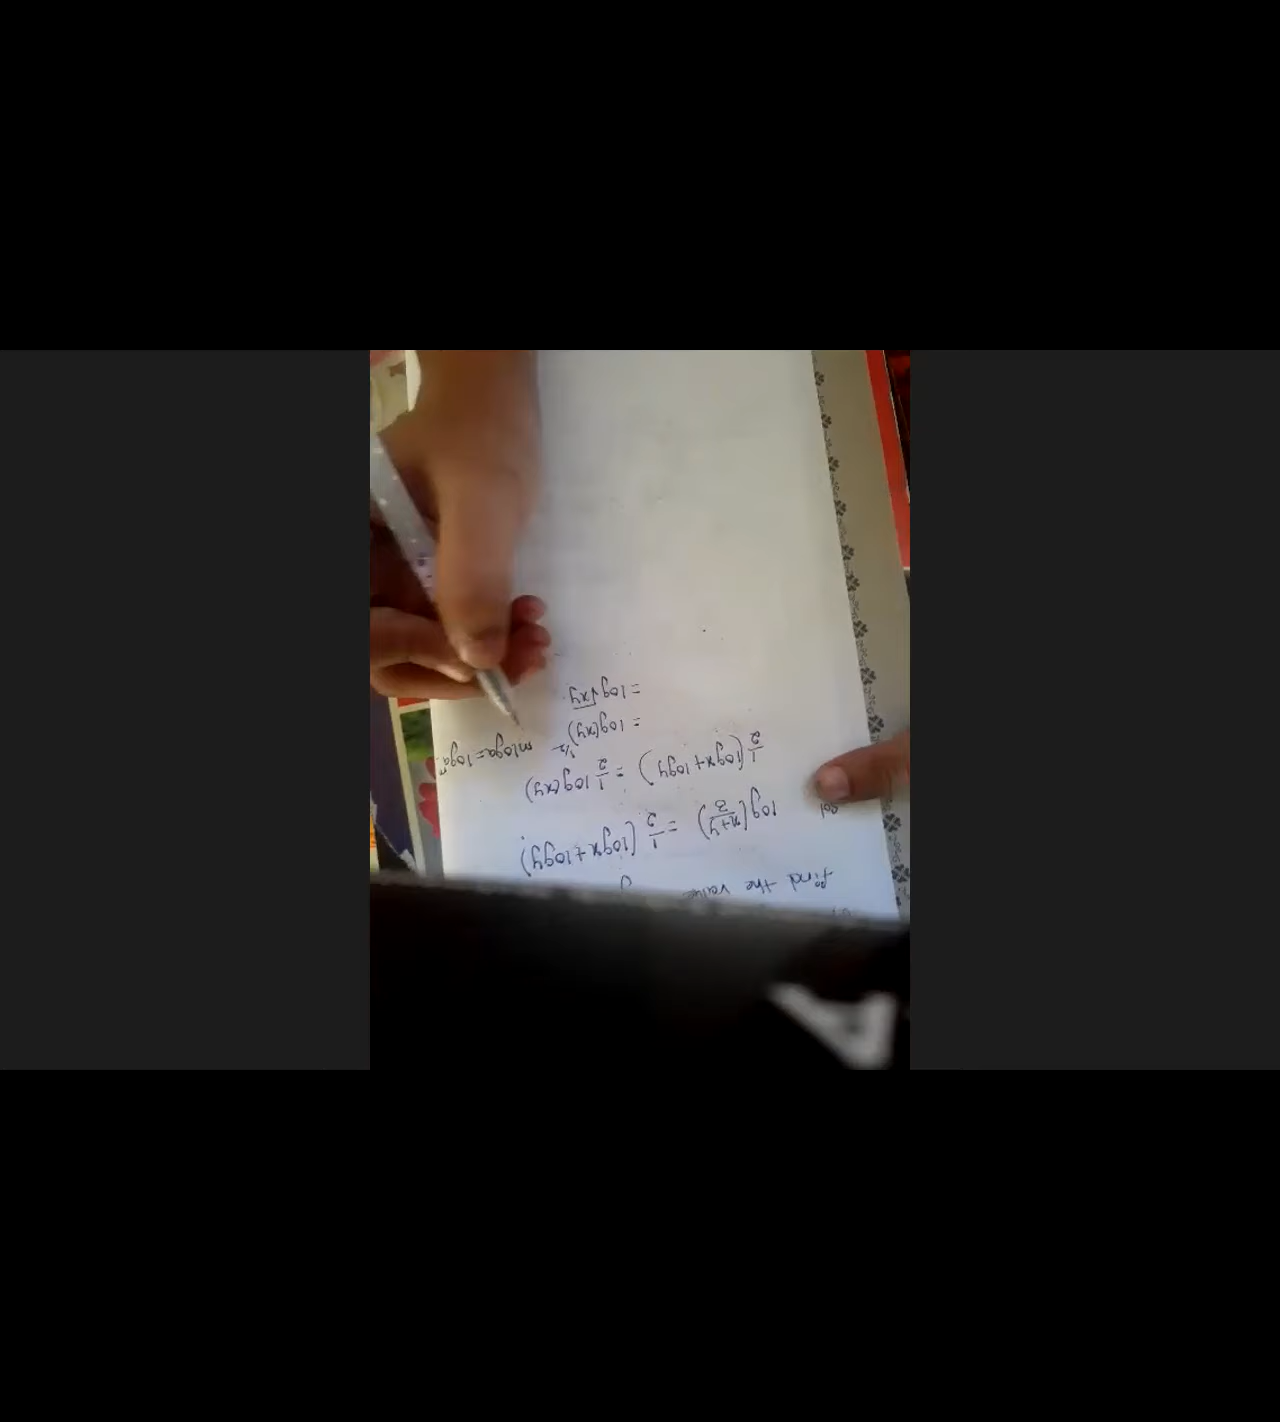 find the value
Sol log(x+y/3) = 1/2 (logx + logy)
1/2 (logx + logy) = 1/2 log(xy)
= log(xy)^1/2 mloga = loga^m
= log√xy